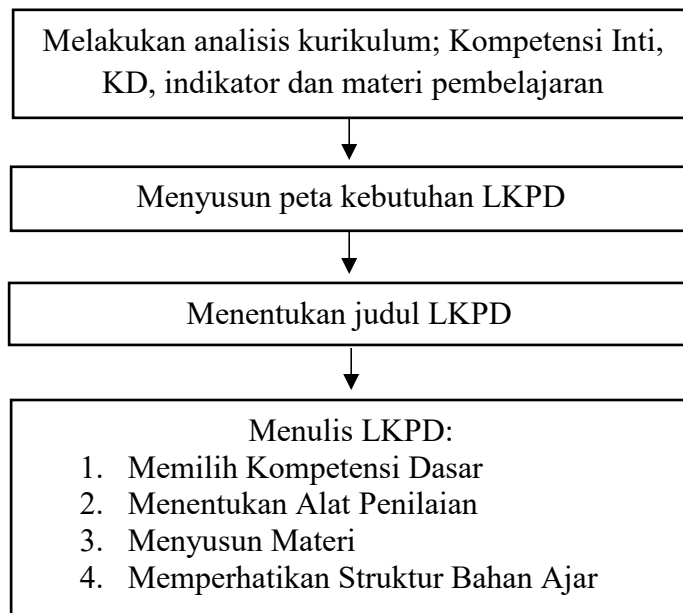 Melakukan analisis kurikulum; Kompetensi Inti,
KD, indikator dan materi pembelajaran
Menyusun peta kebutuhan LKPD
Menentukan judul LKPD
Menulis LKPD:
1. Memilih Kompetensi Dasar
2. Menentukan Alat Penilaian
3. Menyusun Materi
4. Memperhatikan Struktur Bahan Ajar